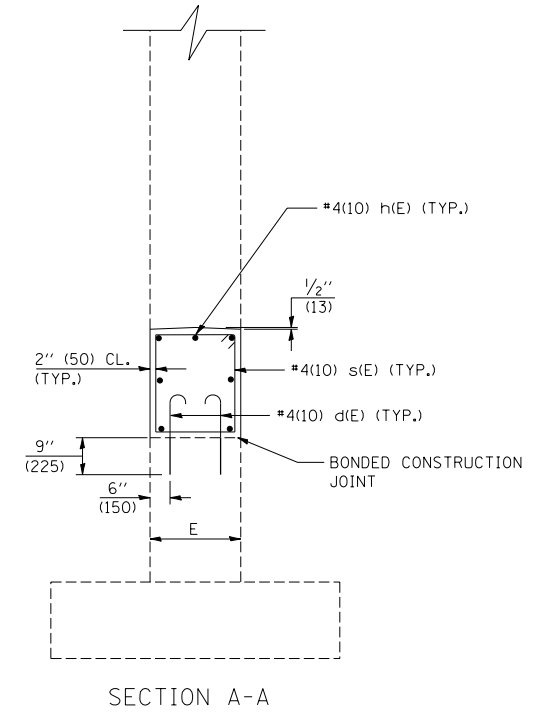 #4(10) h(E) (TYP.)
1/2''
(13)
2'' (50) CL.
(TYP.)
#4(10) s(E) (TYP.)
#4(10) d(E) (TYP.)
9''
(225)
BONDED CONSTRUCTION
JOINT
6''
(150)
E
SECTION A-A